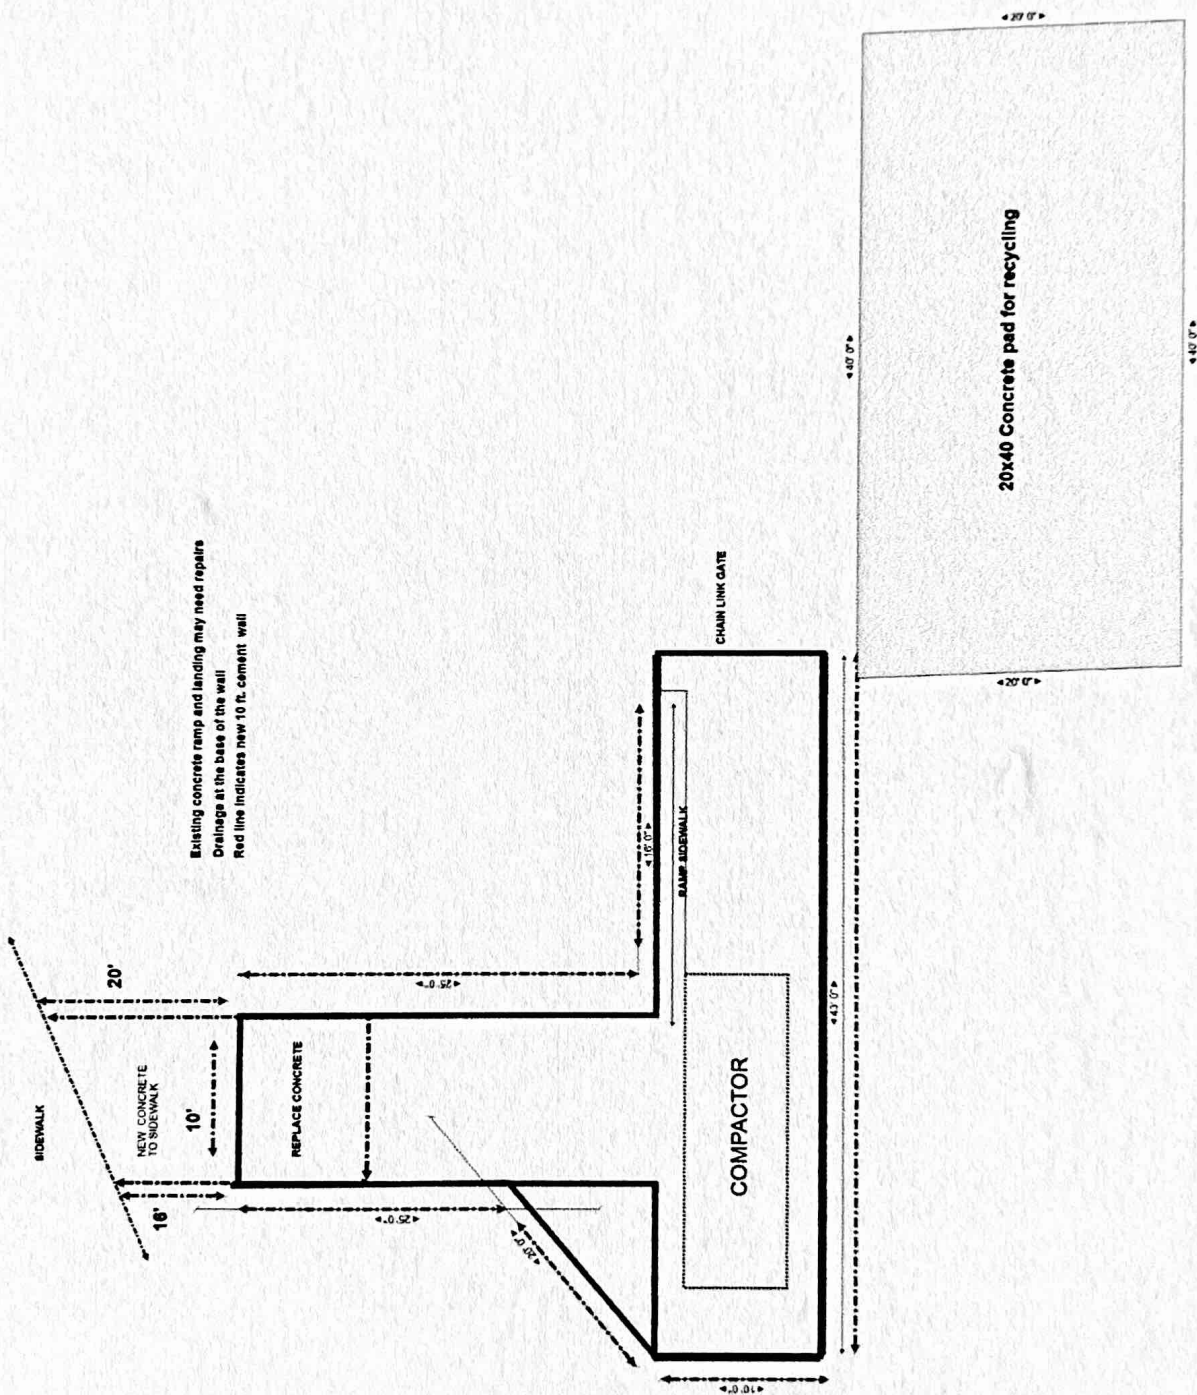 SIDEWALK
NEW CONCRETE
TO SIDEWALK
20'
16'
10'
REPLACE CONCRETE
Existing concrete ramp and landing may need repairs
Drainage at the base of the wall
Red line indicates new 10 ft. cement wall
25' 0"
25' 0"
20' 0"
16' 0"
RAMP SIDEWALK
COMPACTOR
CHAIN LINK GATE
10' 0"
43' 0"
20x40 Concrete pad for recycling
40' 0"
20' 0"
20' 0"
40' 0"